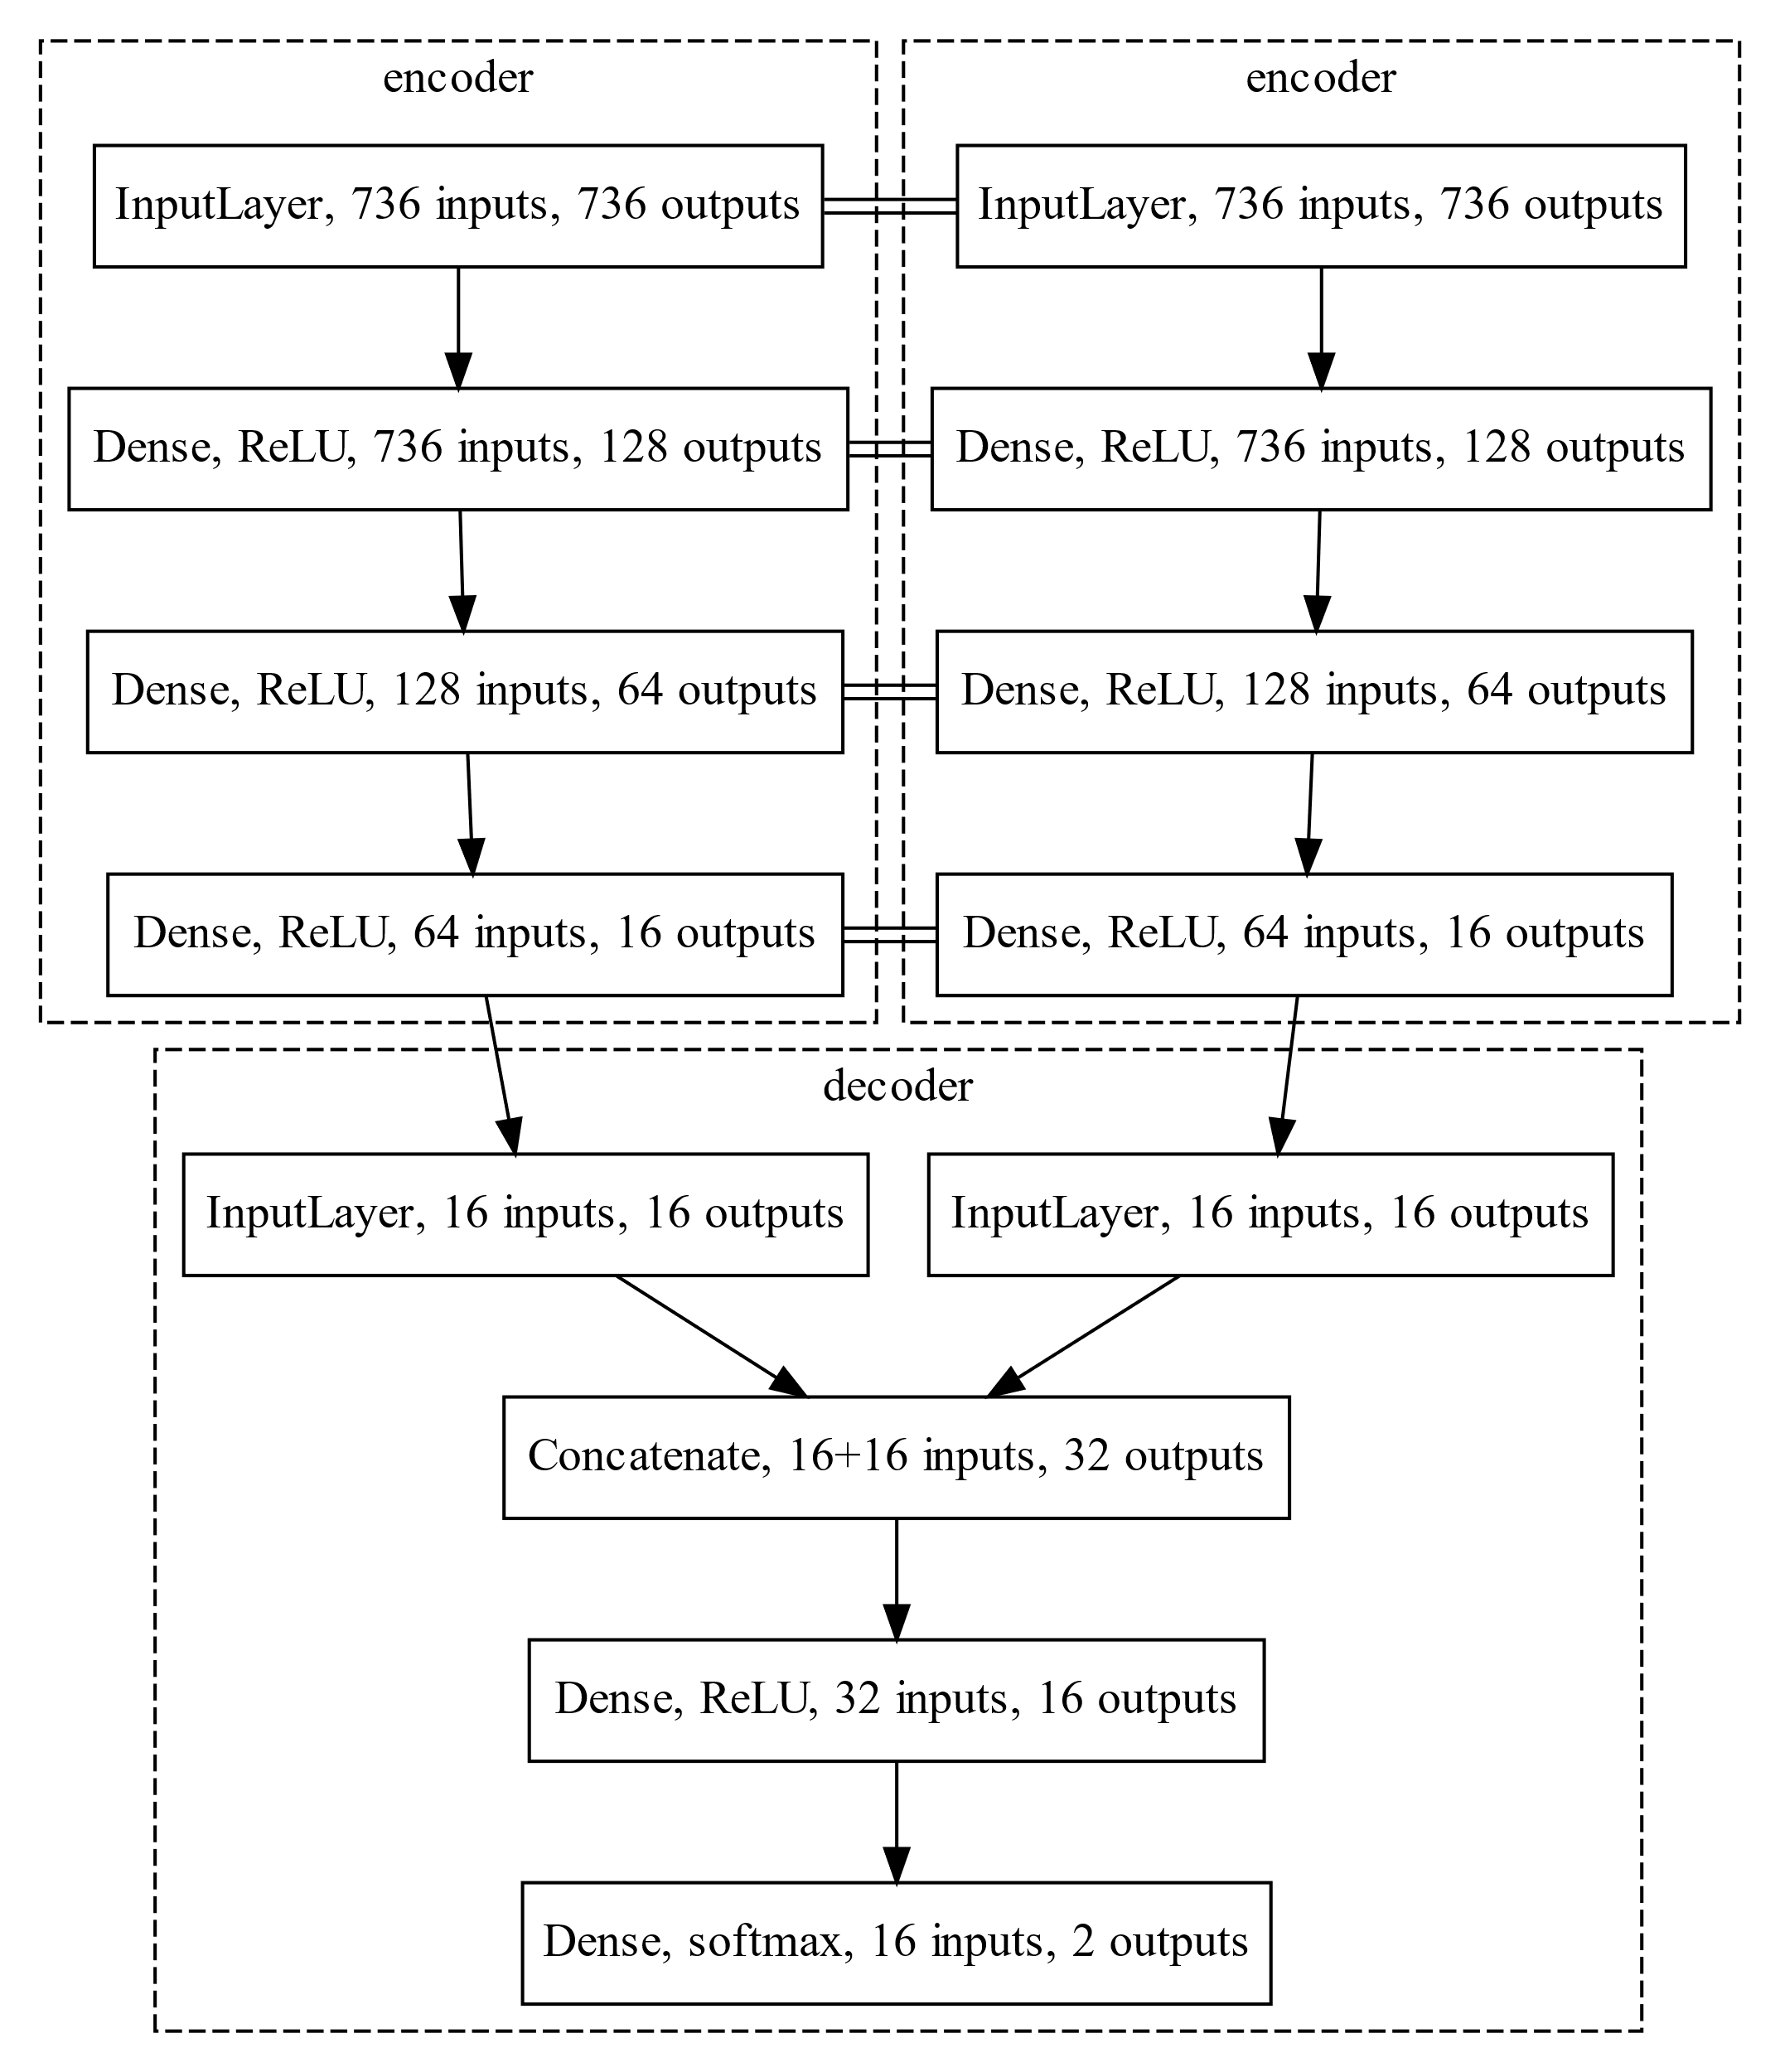 encoder
InputLayer, 736 inputs, 736 outputs
Dense, ReLU, 736 inputs, 128 outputs
Dense, ReLU, 128 inputs, 64 outputs
Dense, ReLU, 64 inputs, 16 outputs
encoder
InputLayer, 736 inputs, 736 outputs
Dense, ReLU, 736 inputs, 128 outputs
Dense, ReLU, 128 inputs, 64 outputs
Dense, ReLU, 64 inputs, 16 outputs
decoder
InputLayer, 16 inputs, 16 outputs
InputLayer, 16 inputs, 16 outputs
Concatenate, 16+16 inputs, 32 outputs
Dense, ReLU, 32 inputs, 16 outputs
Dense, softmax, 16 inputs, 2 outputs